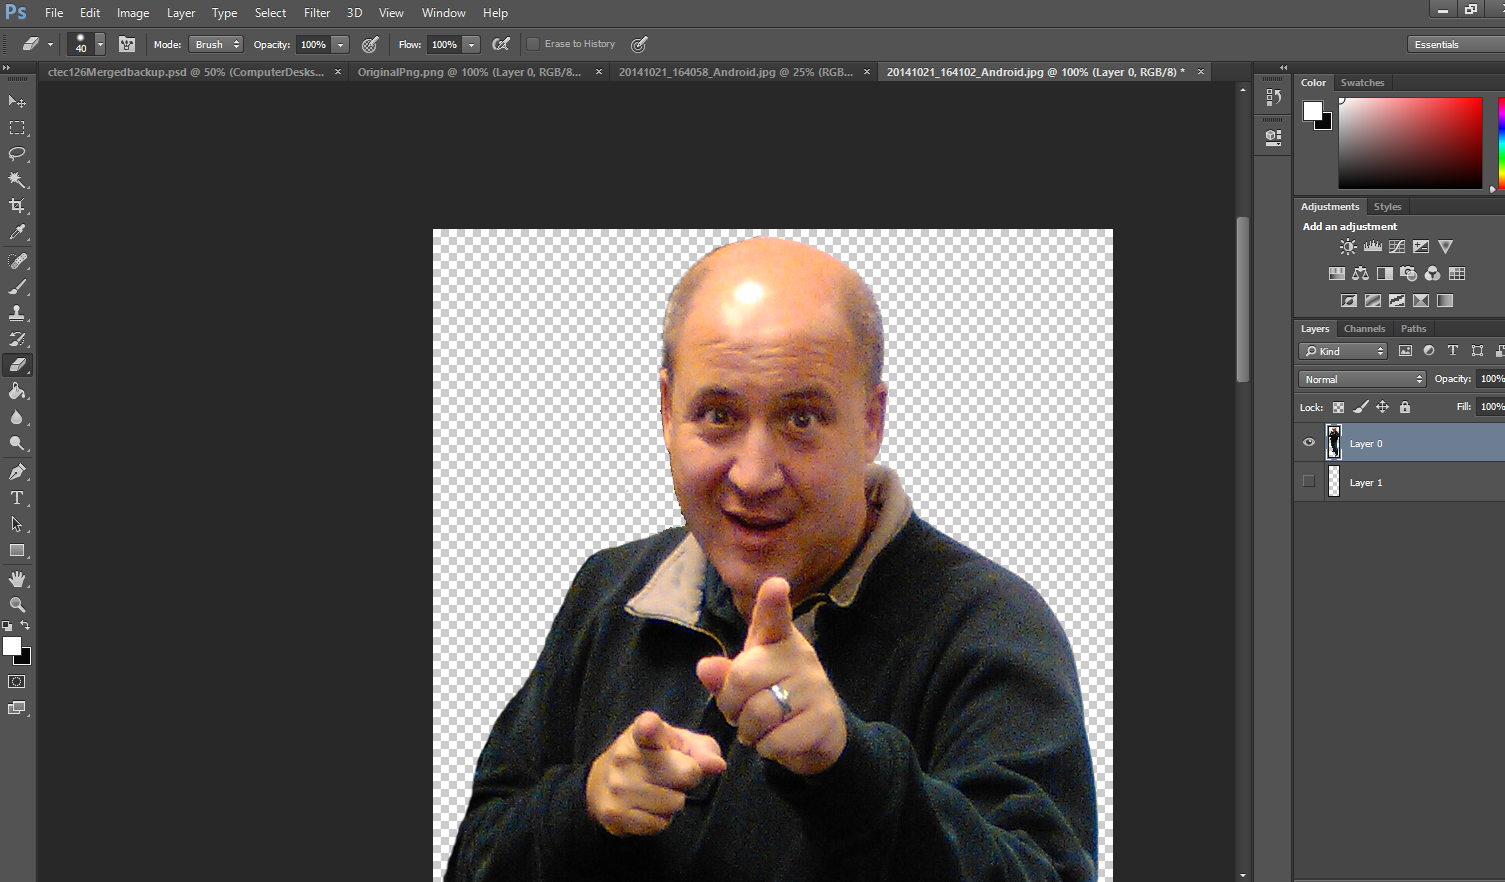 Ps File Edit Image Layer Type Select Filter 3D View Window Help
40 Mode: Brush Opacity: 100% Flow: 100% Erase to History Essentials
ctec126Mergedbackup.psd @ 50% (ComputerDesks... × OriginalPng.png @ 100% (Layer 0, RGB/8... × 20141021_164058_Android.jpg @ 25% (RGB... × 20141021_164102_Android.jpg @ 100% (Layer 0, RGB/8) * ×
Color Swatches
Adjustments Styles
Add an adjustment
Layers Channels Paths
Kind
Normal Opacity: 100%
Lock: Fill: 100%
Layer 0
Layer 1